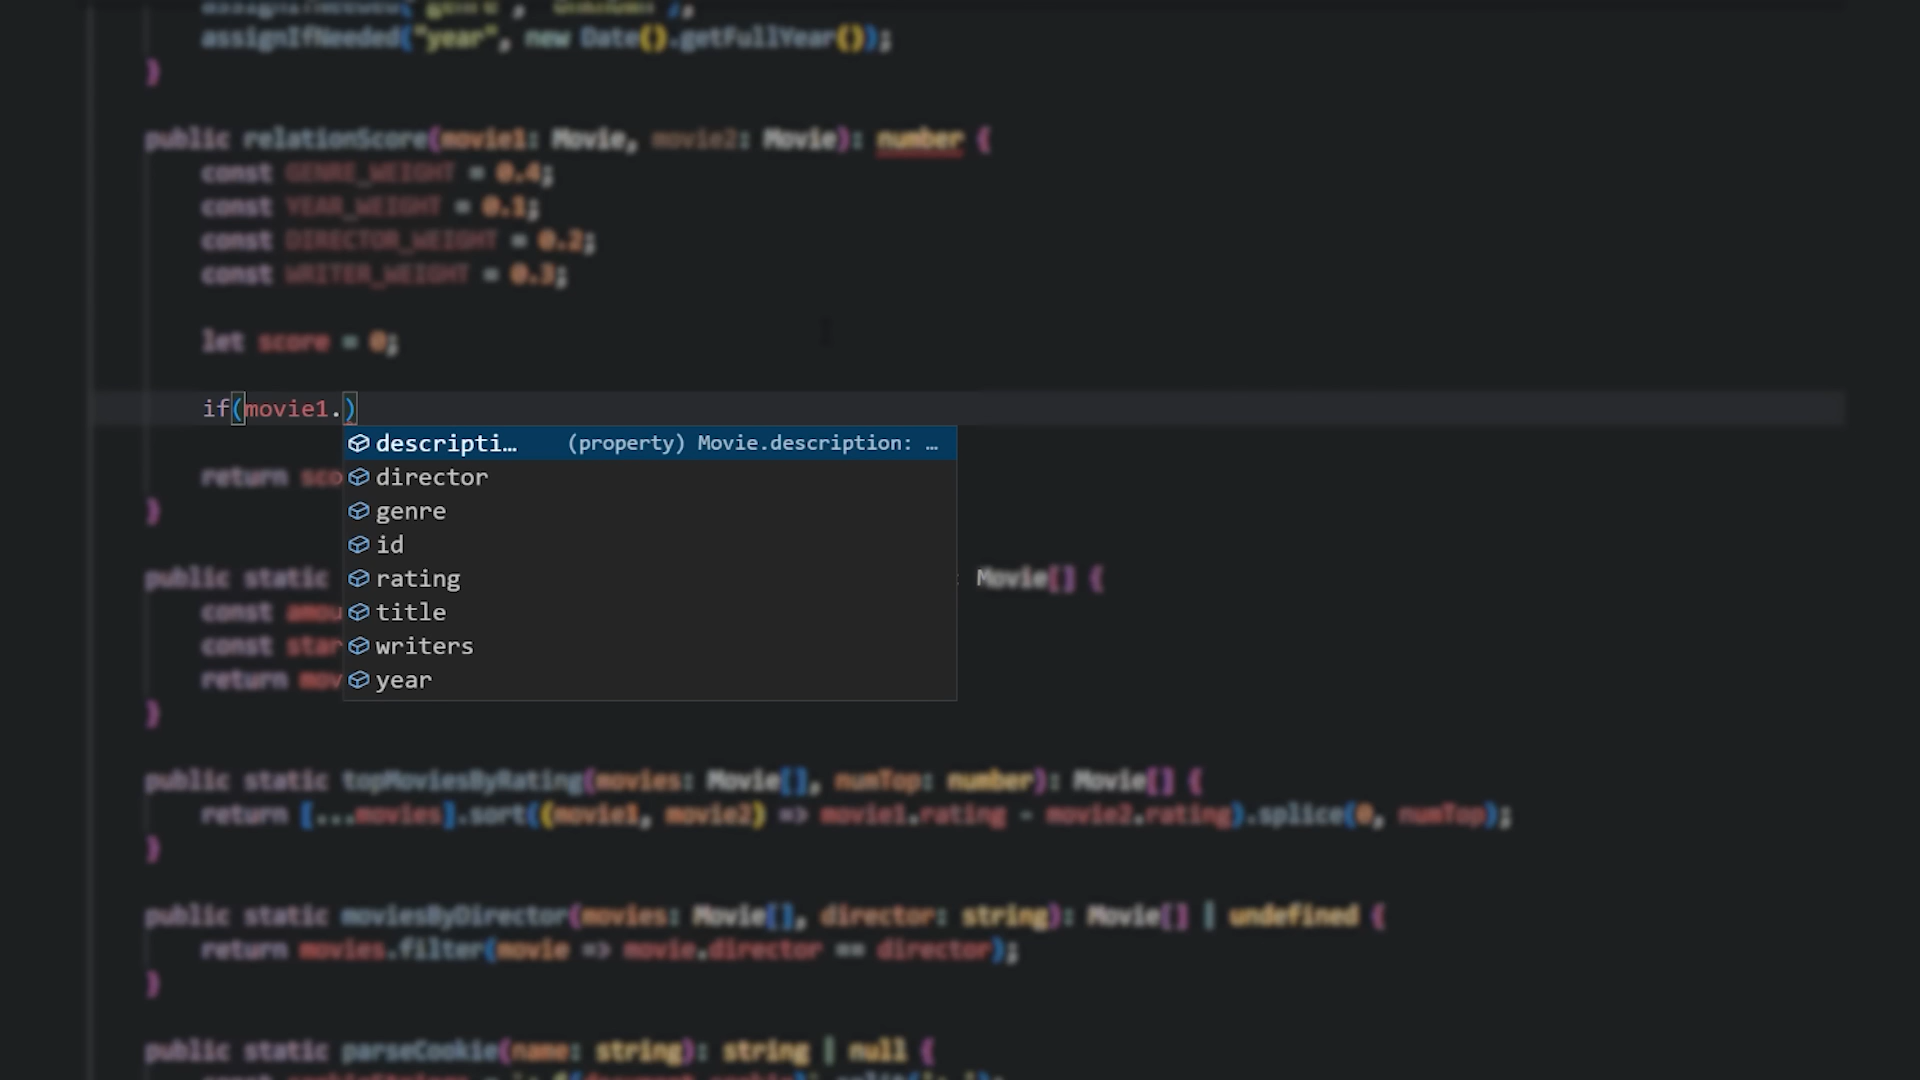 assignIfNeeded("genre",
assignIfNeeded("year", new Date().getFullYear());
}
public relationScore(movie1: Movie, movie2: Movie): number {
const GENRE_WEIGHT = 0.4;
const YEAR_WEIGHT = 0.1;
const DIRECTOR_WEIGHT = 0.2;
const WRITER_WEIGHT = 0.3;
let score = 0;
if(movie1.)
descripti… (property) Movie.description: …
director
return sco
genre
}
id
public static
rating
: Movie[] {
const amou
title
const star
writers
return mov
year
}
public static topMoviesByRating(movies: Movie[], numTop: number): Movie[] {
return [...movies].sort((movie1, movie2) => movie1.rating - movie2.rating).splice(0, numTop);
}
public static moviesByDirector(movies: Movie[], director: string): Movie[] | undefined {
return movies.filter(movie => movie.director == director);
}
public static parseCookie(name: string): string | null {